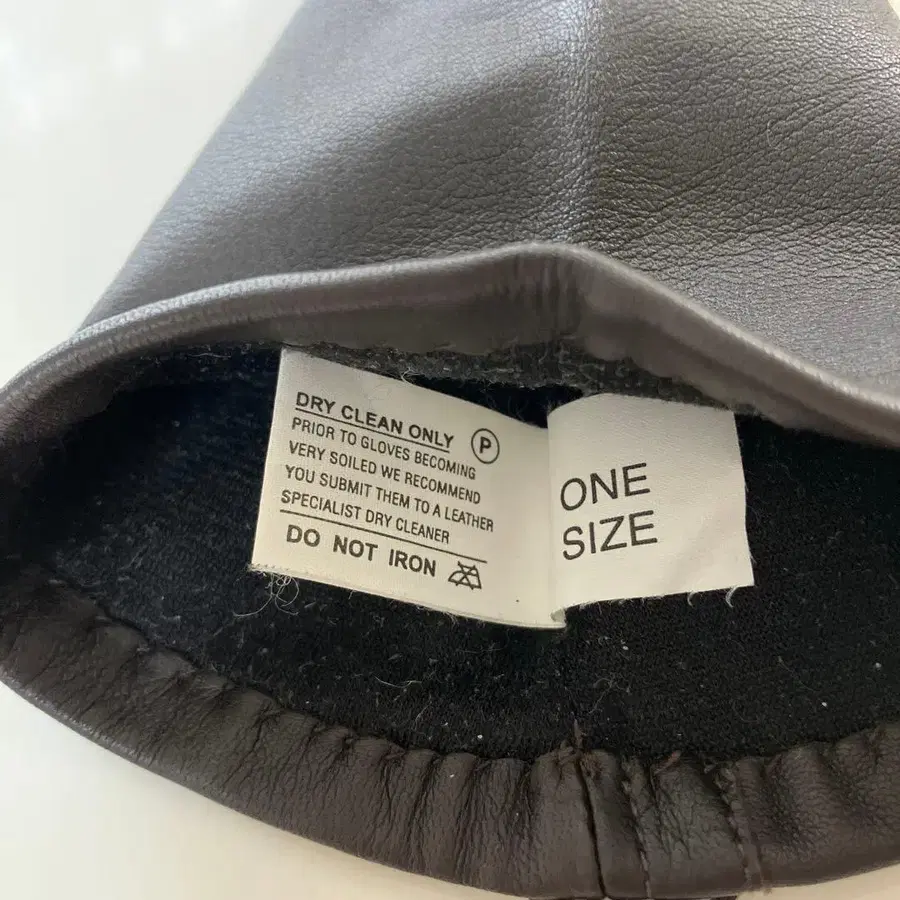 DRY CLEAN ONLY P
PRIOR TO GLOVES BECOMING
VERY SOILED WE RECOMMEND
YOU SUBMIT THEM TO A LEATHER
SPECIALIST DRY CLEANER
DO NOT IRON
ONE
SIZE